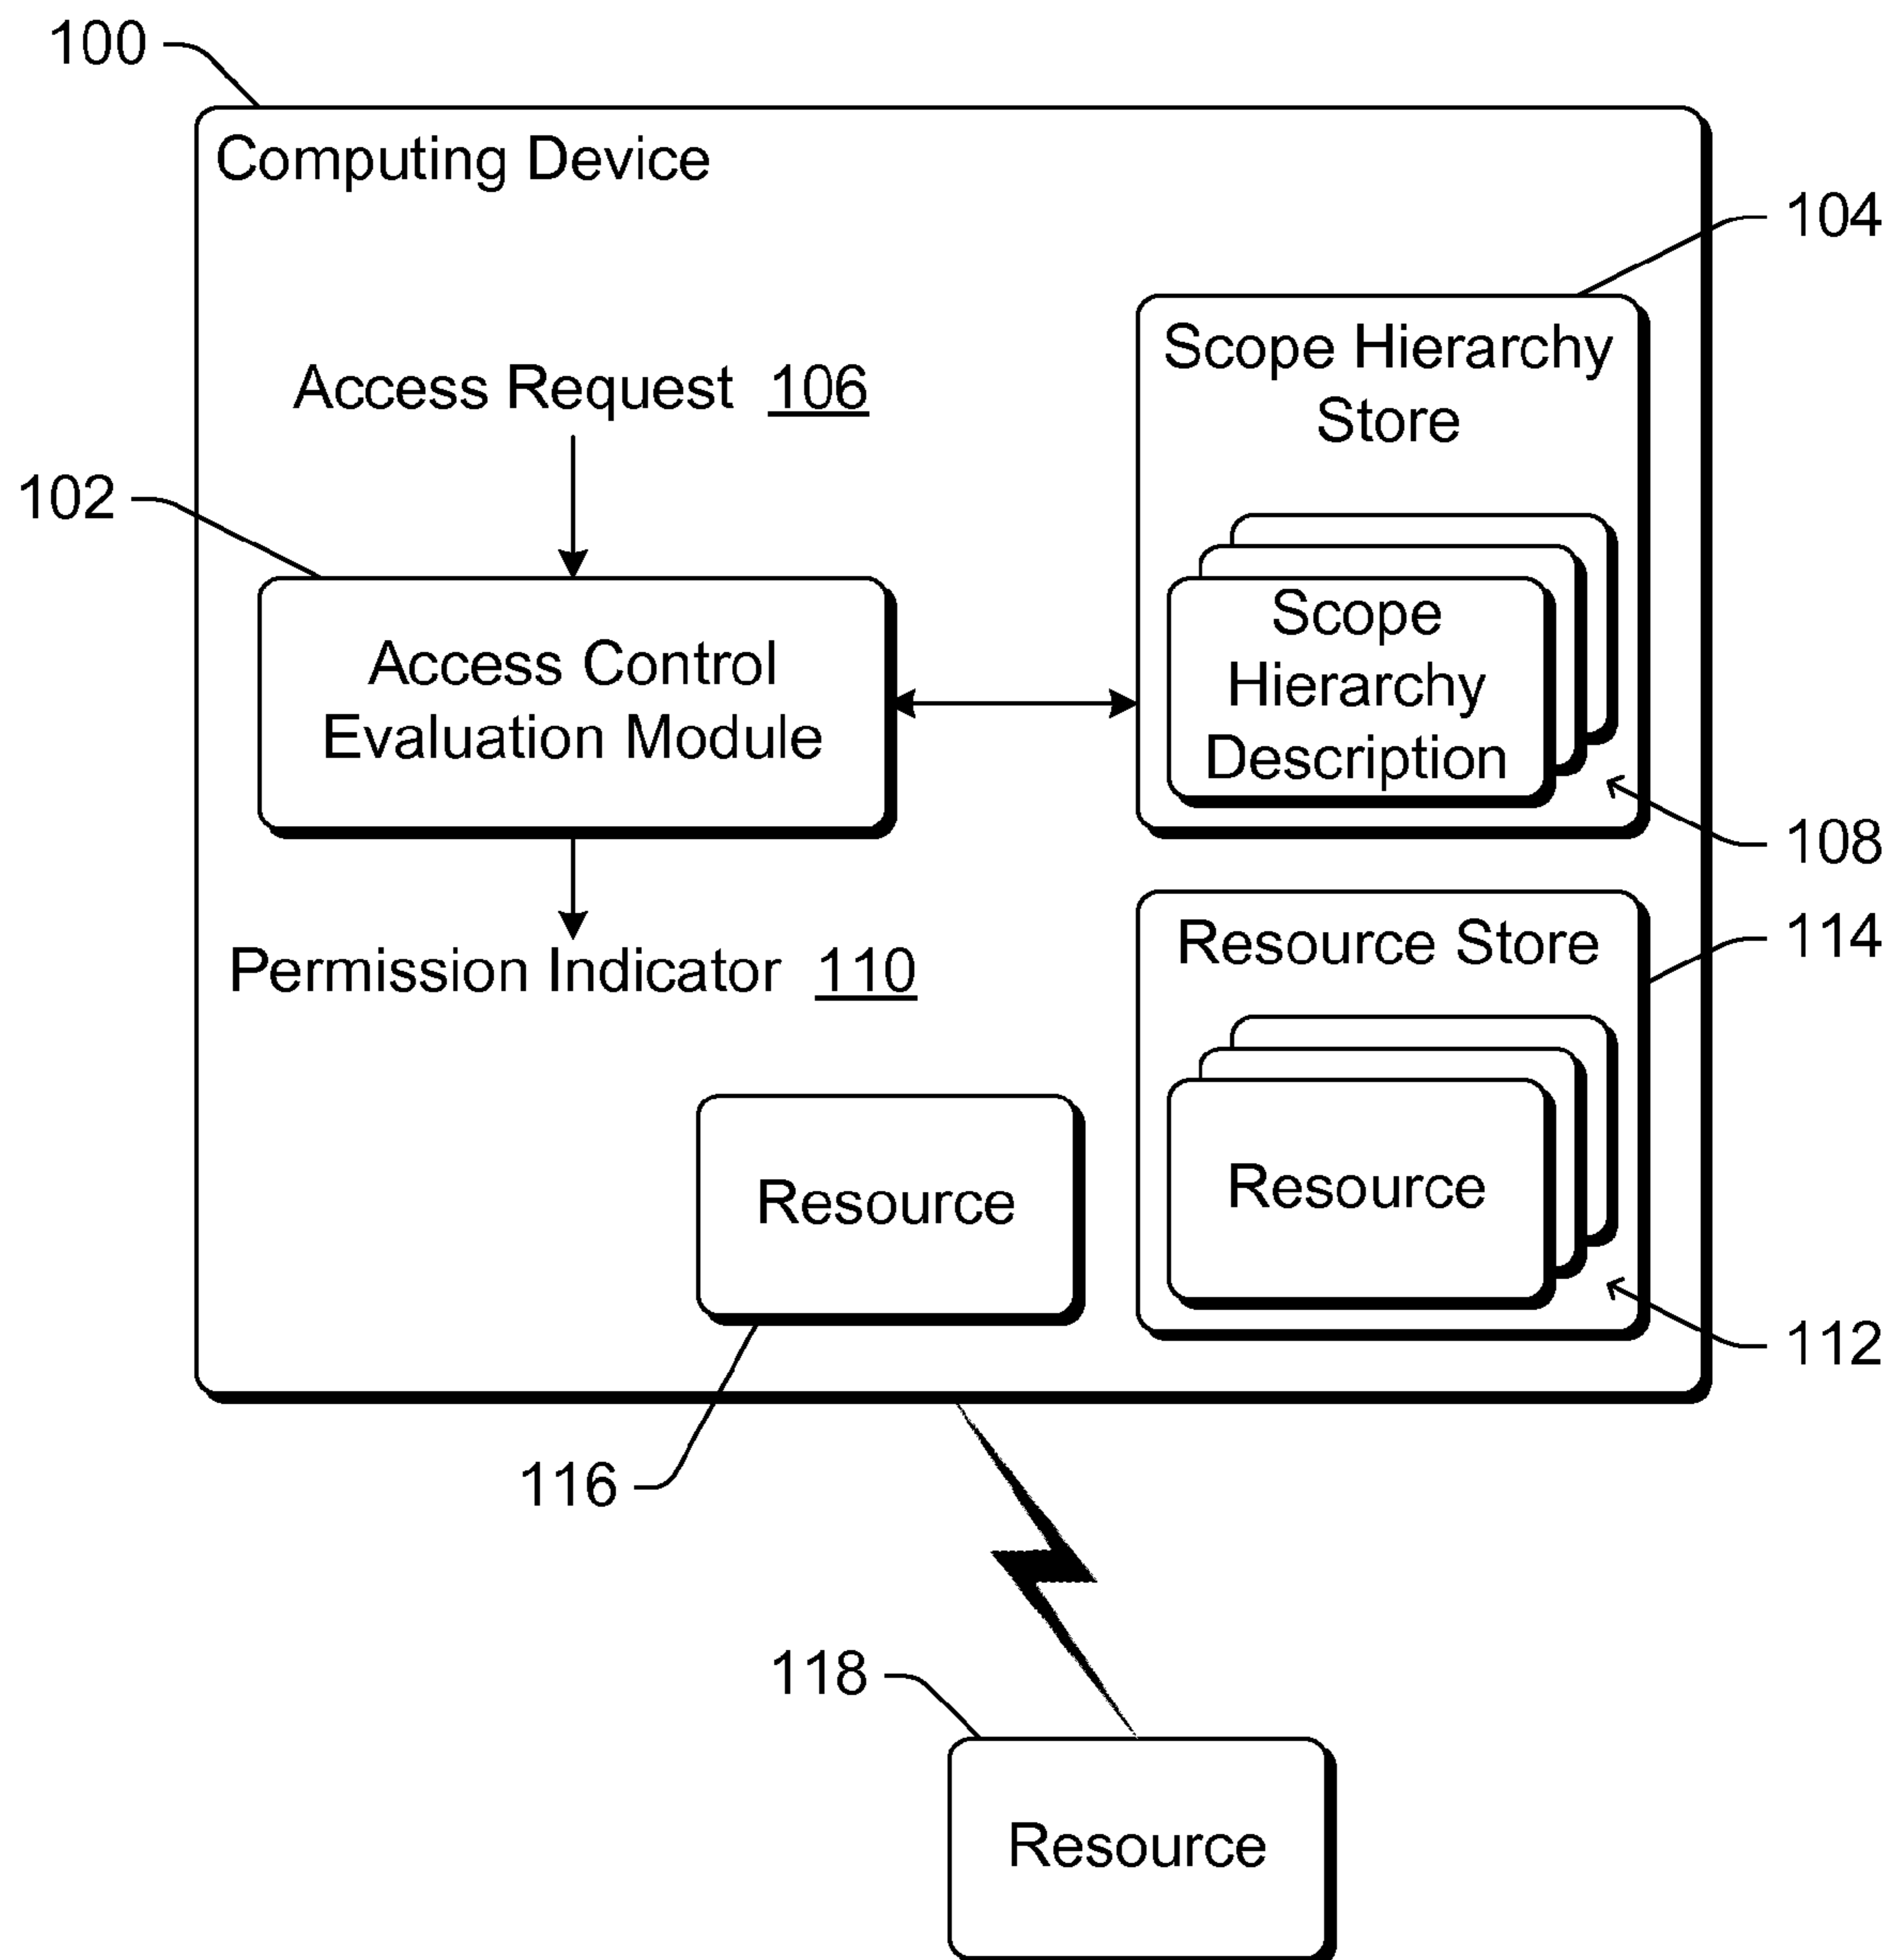 100
Computing Device
104
Scope Hierarchy
Store
Access Request 106
102
Scope
Hierarchy
Description
Access Control
Evaluation Module
108
114
Resource Store
Permission Indicator 110
Resource
Resource
112
116
118
Resource